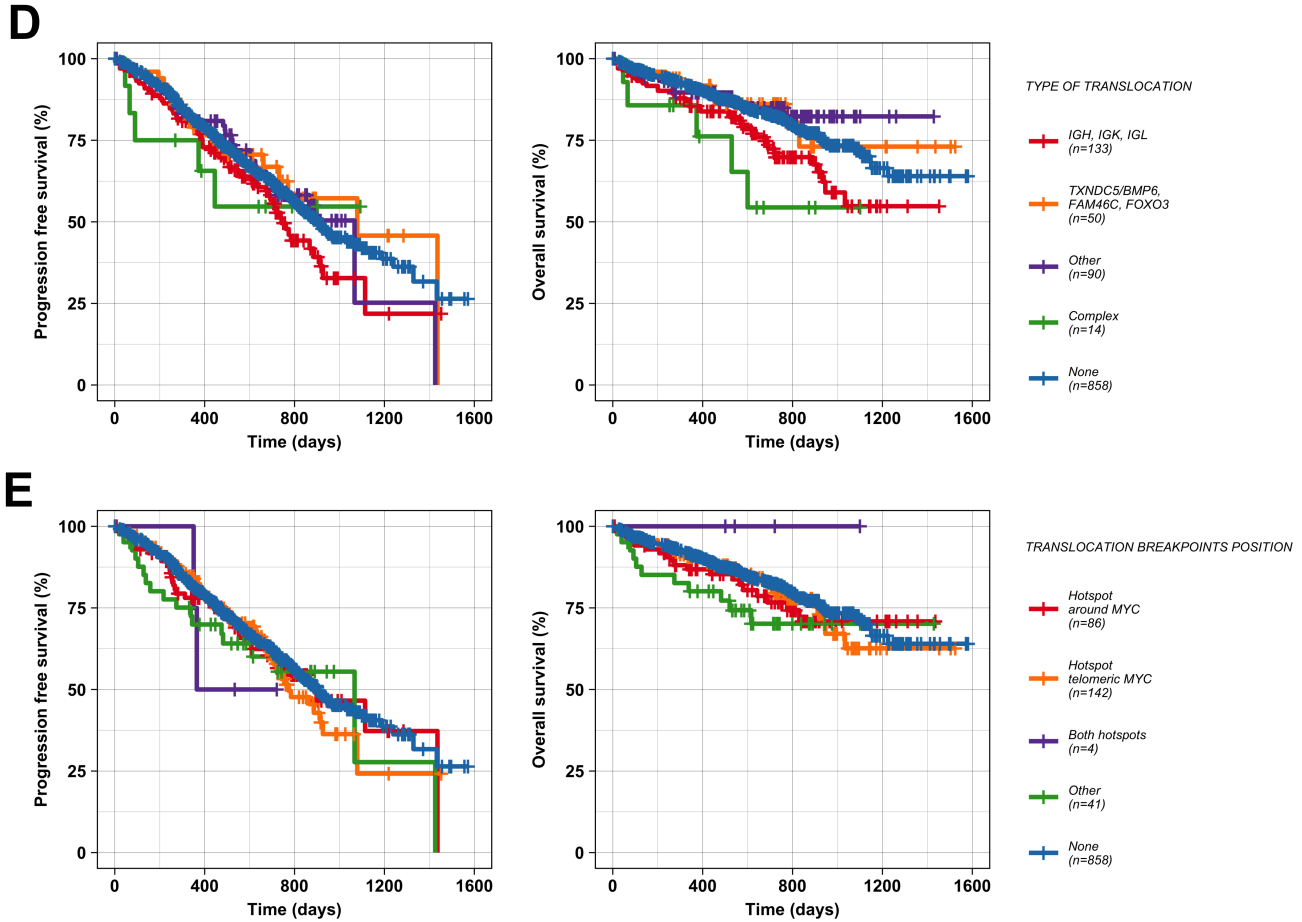 D
100
75
50
25
0
Progression free survival (%)
0 400 800 1200 1600
Time (days)
100
75
50
25
0
Overall survival (%)
0 400 800 1200 1600
Time (days)
TYPE OF TRANSLOCATION
IGH, IGK, IGL
(n=133)
TXNDC5/BMP6,
FAM46C, FOXO3
(n=50)
Other
(n=90)
Complex
(n=14)
None
(n=858)
E
100
75
50
25
0
Progression free survival (%)
0 400 800 1200 1600
Time (days)
100
75
50
25
0
Overall survival (%)
0 400 800 1200 1600
Time (days)
TRANSLOCATION BREAKPOINTS POSITION
Hotspot
around MYC
(n=86)
Hotspot
telomeric MYC
(n=142)
Both hotspots
(n=4)
Other
(n=41)
None
(n=858)